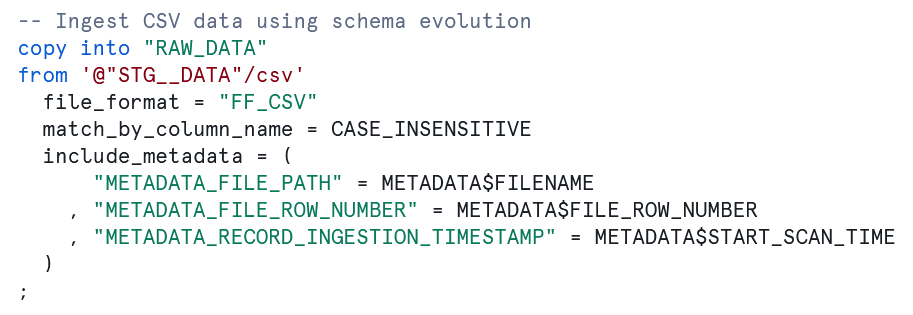 -- Ingest CSV data using schema evolution
copy into "RAW_DATA"
from '@"STG__DATA"/csv'
  file_format = "FF_CSV"
  match_by_column_name = CASE_INSENSITIVE
  include_metadata = (
      "METADATA_FILE_PATH" = METADATA$FILENAME
    , "METADATA_FILE_ROW_NUMBER" = METADATA$FILE_ROW_NUMBER
    , "METADATA_RECORD_INGESTION_TIMESTAMP" = METADATA$START_SCAN_TIME
  )
;